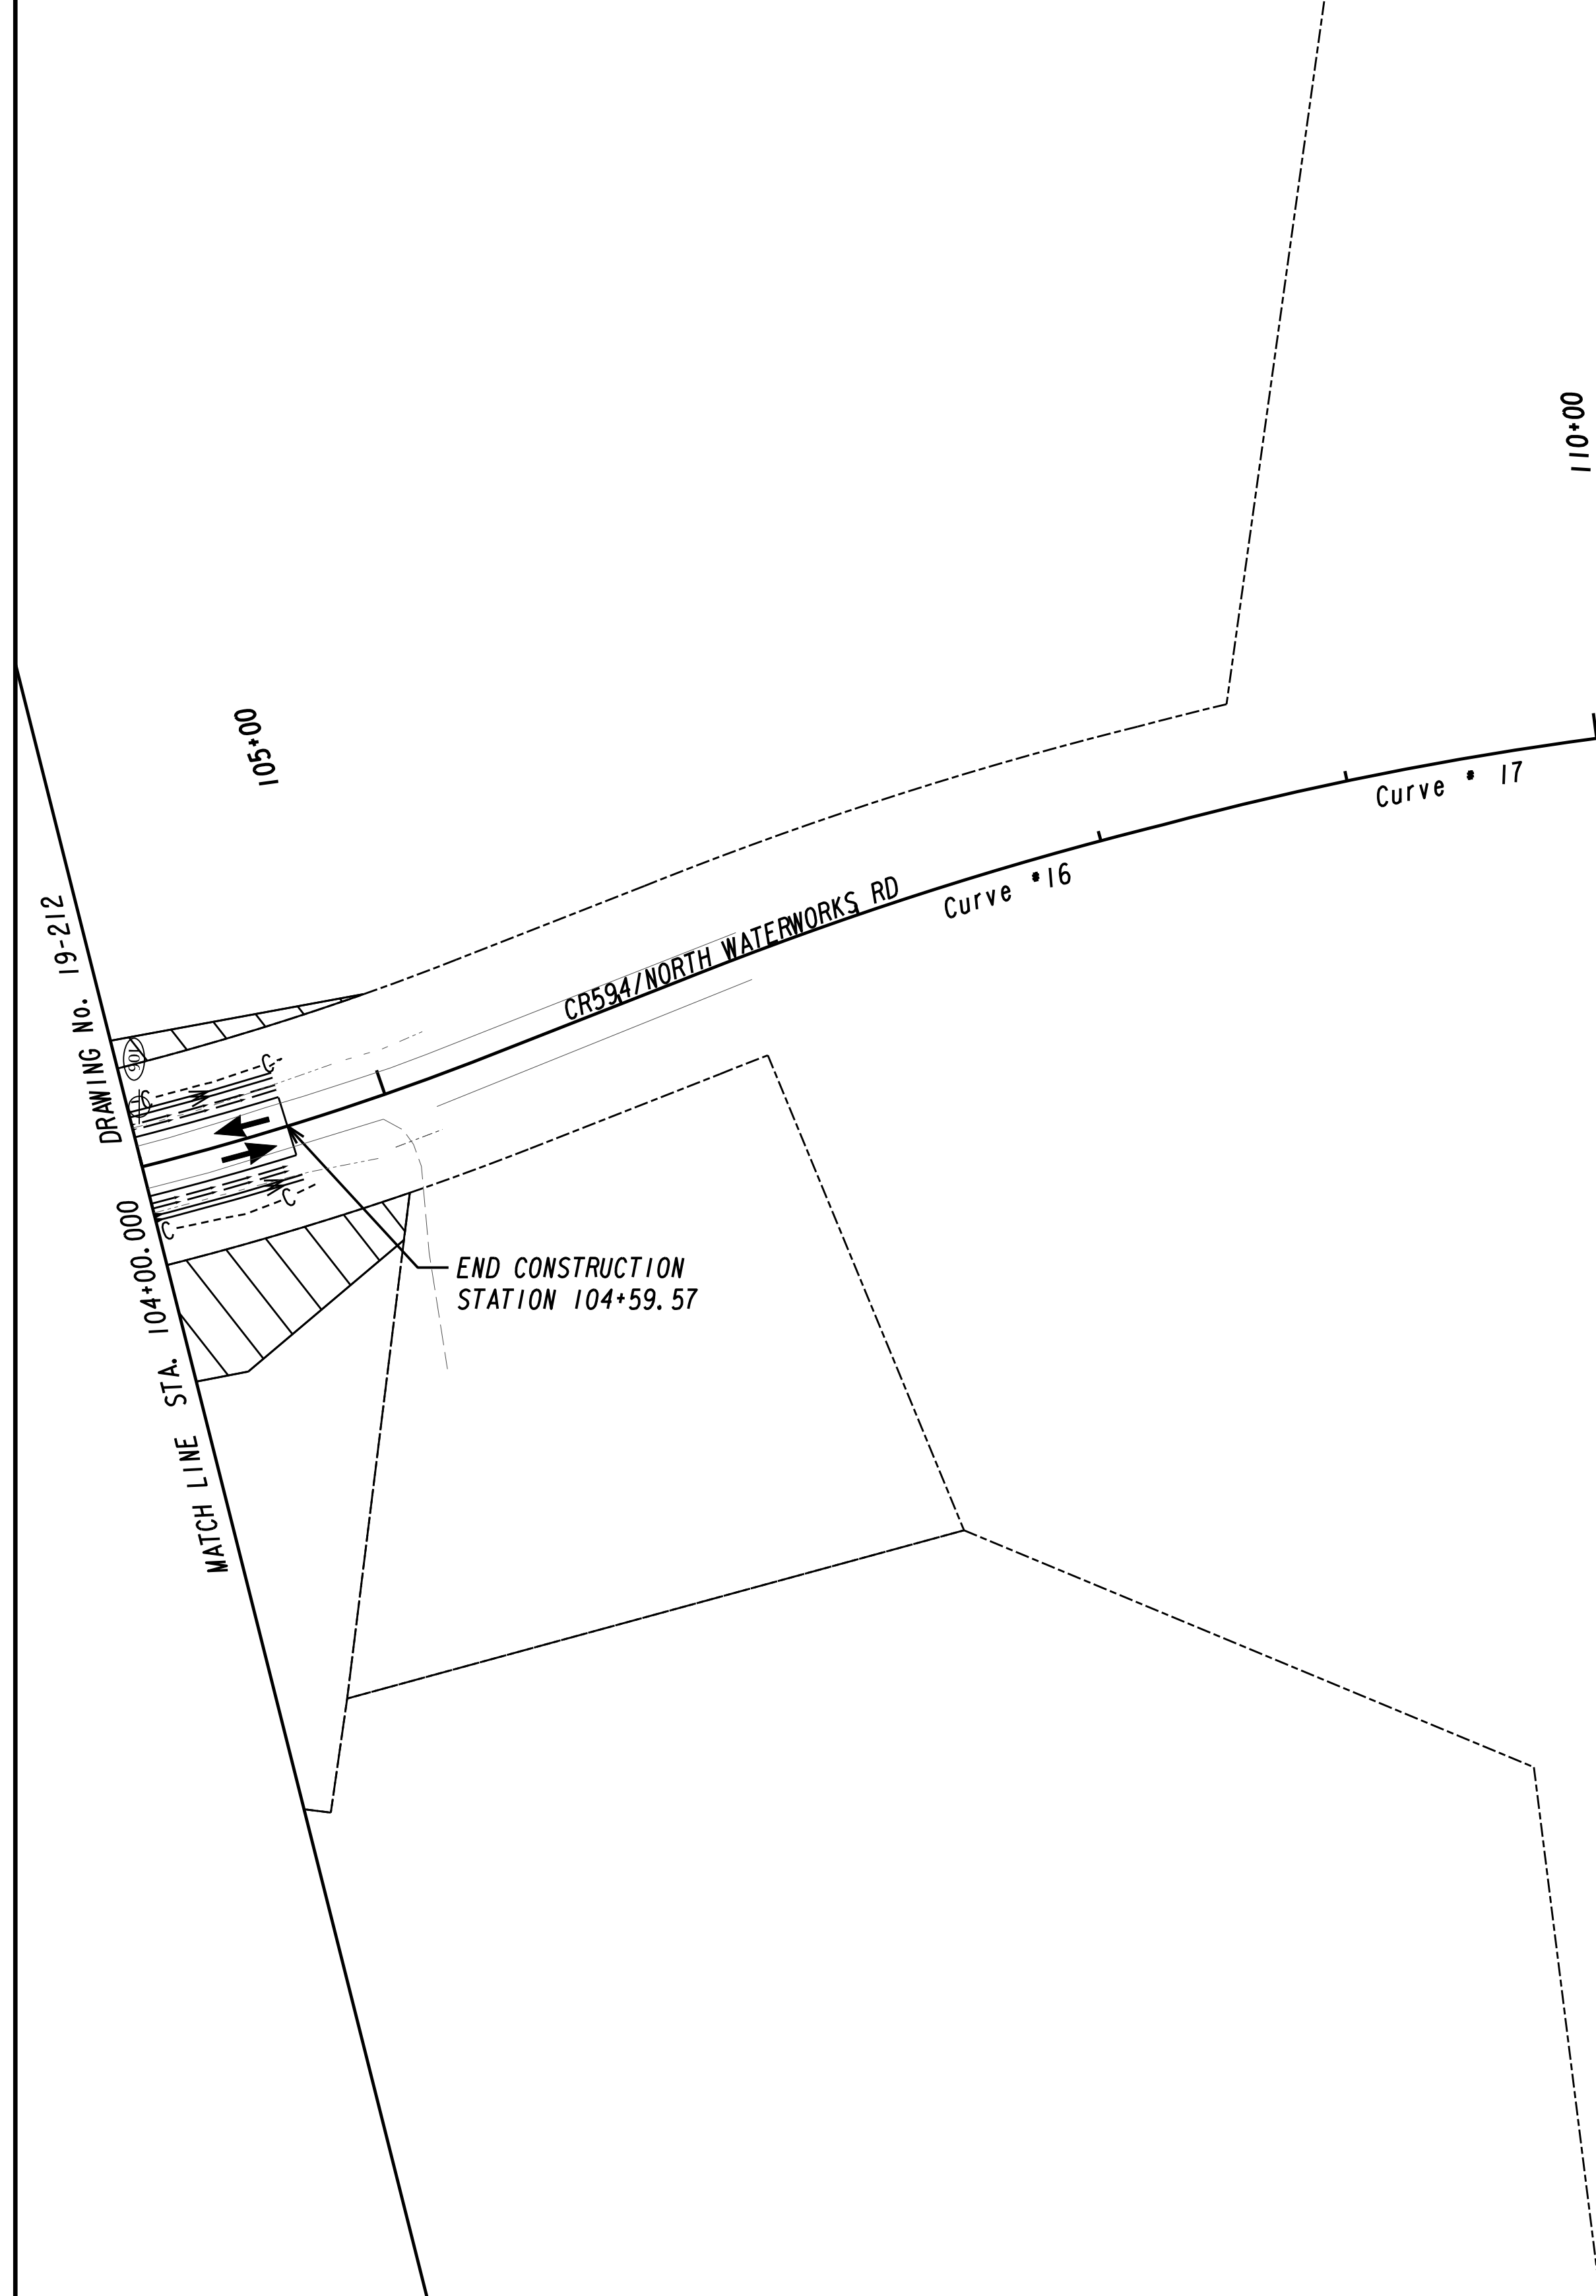 110+00
105+00
Curve # 17
Curve #16
CR594/NORTH WATERWORKS RD
MATCH LINE STA. 104+00.000 DRAWING No. 19-212
106
C
C
C
C
END CONSTRUCTION
STATION 104+59.57